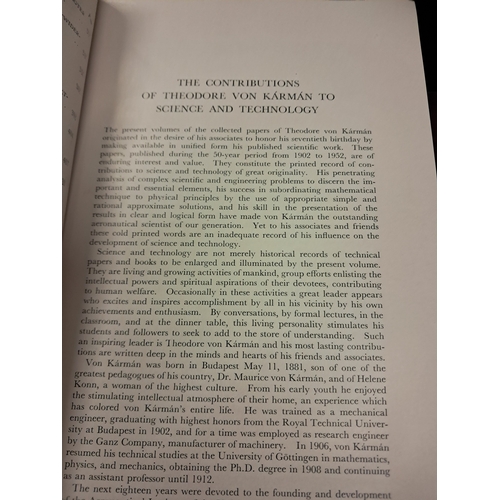 THE CONTRIBUTIONS
OF THEODORE VON KÁRMÁN TO
SCIENCE AND TECHNOLOGY
The present volumes of the collected papers of Theodore von Kármán
originated in the desire of his associates to honor his seventieth birthday by
making available in unified form his published scientific work. These
papers, published during the 50-year period from 1902 to 1952, are of
enduring interest and value. They constitute the printed record of con-
tributions to science and technology of great originality. His penetrating
analysis of complex scientific and engineering problems to discern the im-
portant and essential elements, his success in subordinating mathematical
technique to physical principles by the use of appropriate simple and
rational approximate solutions, and his skill in the presentation of the
results in clear and logical form have made von Kármán the outstanding
aeronautical scientist of our generation. Yet to his associates and friends
these cold printed words are an inadequate record of his influence on the
development of science and technology.
Science and technology are not merely historical records of technical
papers and books to be enlarged and illuminated by the present volume.
They are living and growing activities of mankind, group efforts enlisting the
intellectual powers and spiritual aspirations of their devotees, contributing
to human welfare. Occasionally in these activities a great leader appears
who excites and inspires accomplishment by all in his vicinity by his own
achievements and enthusiasm. By conversations, by formal lectures, in the
classroom, and at the dinner table, this living personality stimulates his
students and followers to seek to add to the store of understanding. Such
an inspiring leader is Theodore von Kármán and his most lasting contribu-
tions are written deep in the minds and hearts of his friends and associates.
Von Kármán was born in Budapest May 11, 1881, son of one of the
greatest pedagogues of his country, Dr. Maurice von Kármán, and of Helene
Konn, a woman of the highest culture. From his early youth he enjoyed
the stimulating intellectual atmosphere of their home, an experience which
has colored von Kármán's entire life. He was trained as a mechanical
engineer, graduating with highest honors from the Royal Technical Univer-
sity at Budapest in 1902, and for a time was employed as research engineer
by the Ganz Company, manufacturer of machinery. In 1906, von Kármán
resumed his technical studies at the University of Göttingen in mathematics,
physics, and mechanics, obtaining the Ph.D. degree in 1908 and continuing
as an assistant professor until 1912.
The next eighteen years were devoted to the founding and development